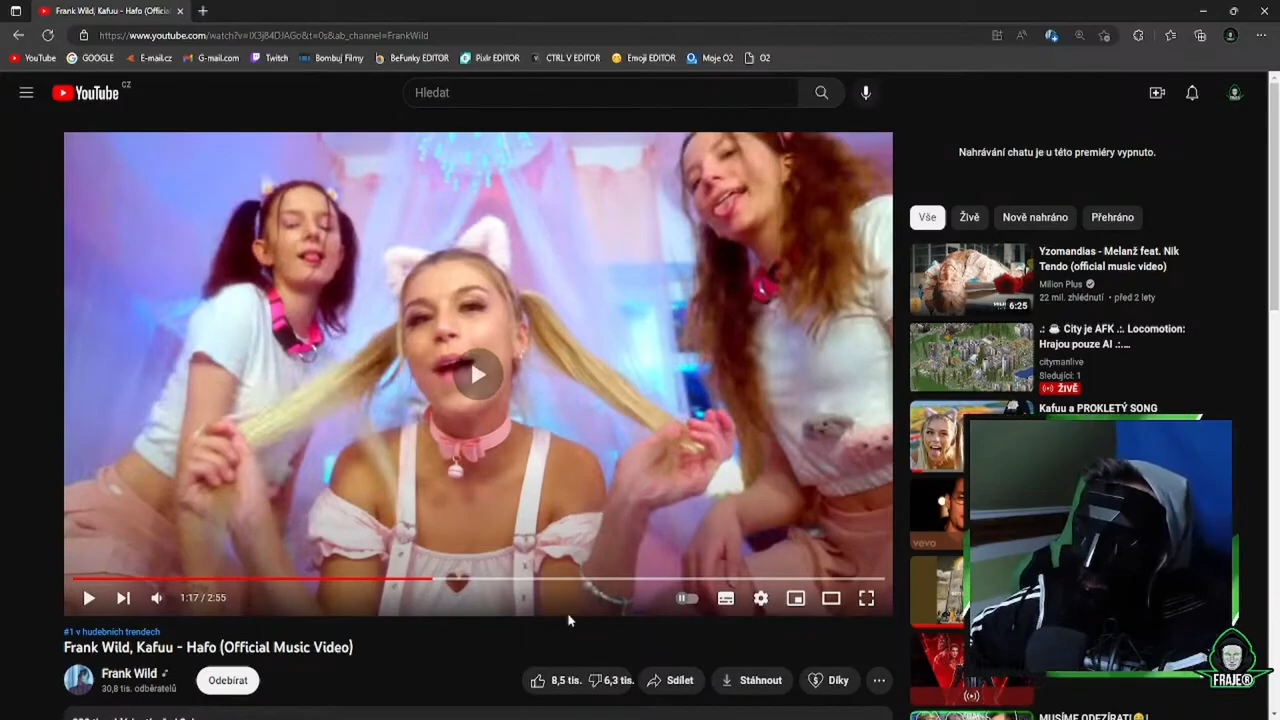 Frank Wild, Kafuu - Hafo (Officia
https://www.youtube.com/watch?v=IX3j84DJAGo&t=0s&ab_channel=FrankWild
YouTube
GOOGLE
E-mail.cz
G-mail.com
Twitch
Bombuj Filmy
BeFunky EDITOR
Pixlr EDITOR
CTRL V EDITOR
Emoji EDITOR
Moje O2
O2
YouTube CZ
Hledat
Nahrávání chatu je u této premiéry vypnuto.
Vše
Živě
Nově nahráno
Přehráno
Yzomandias - Melanž feat. Nik
Tendo (official music video)
Milion Plus
22 mil. zhlédnutí • před 2 lety
6:25
.: ☕ City je AFK .:. Locomotion:
Hrajou pouze AI .:....
citymanlive
Sledující: 1
ŽIVĚ
Kafuu a PROKLETÝ SONG
vevo
1:17 / 2:55
#1 v hudebních trendech
Frank Wild, Kafuu - Hafo (Official Music Video)
Frank Wild
30,8 tis. odběratelů
Odebírat
8,5 tis.
6,3 tis.
Sdílet
Stáhnout
Díky
FRAJE®
MUSÍME ODEZÍRAT!